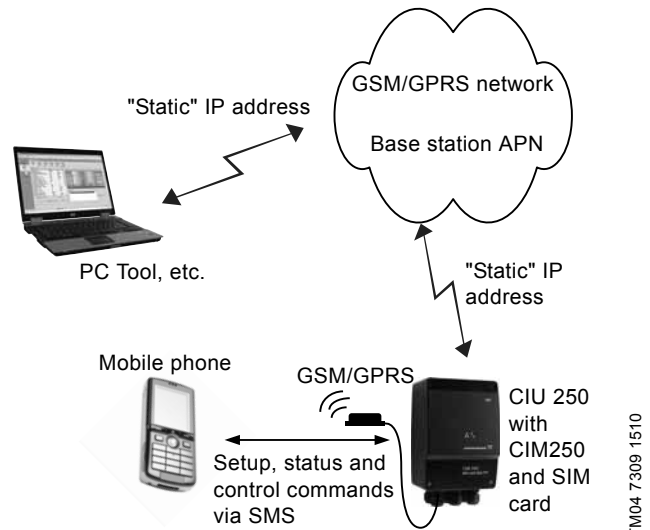 GSM/GPRS network
"Static" IP address
Base station APN
PC Tool, etc.
"Static" IP
address
Mobile phone
GSM/GPRS
CIU 250
with
CIM250
and SIM
card
Setup, status and
control commands
via SMS
TM04 7309 1510